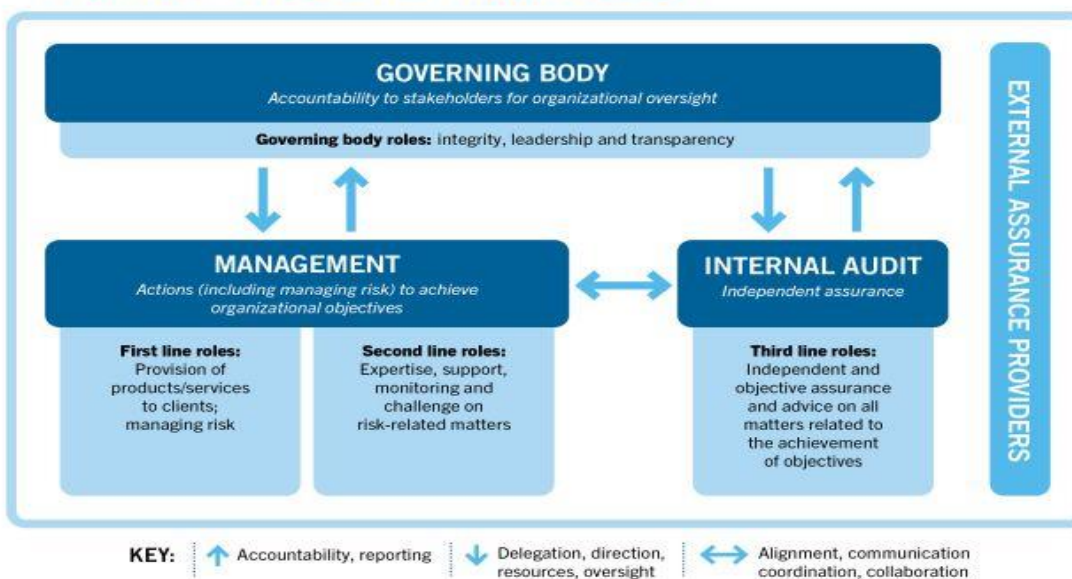 GOVERNING BODY
Accountability to stakeholders for organizational oversight
Governing body roles: integrity, leadership and transparency
MANAGEMENT
Actions (including managing risk) to achieve
organizational objectives
First line roles:
Provision of
products/services
to clients;
managing risk
Second line roles:
Expertise, support,
monitoring and
challenge on
risk-related matters
INTERNAL AUDIT
Independent assurance
Third line roles:
Independent and
objective assurance
and advice on all
matters related to
the achievement
of objectives
EXTERNAL ASSURANCE PROVIDERS
KEY:
Accountability, reporting
Delegation, direction,
resources, oversight
Alignment, communication
coordination, collaboration